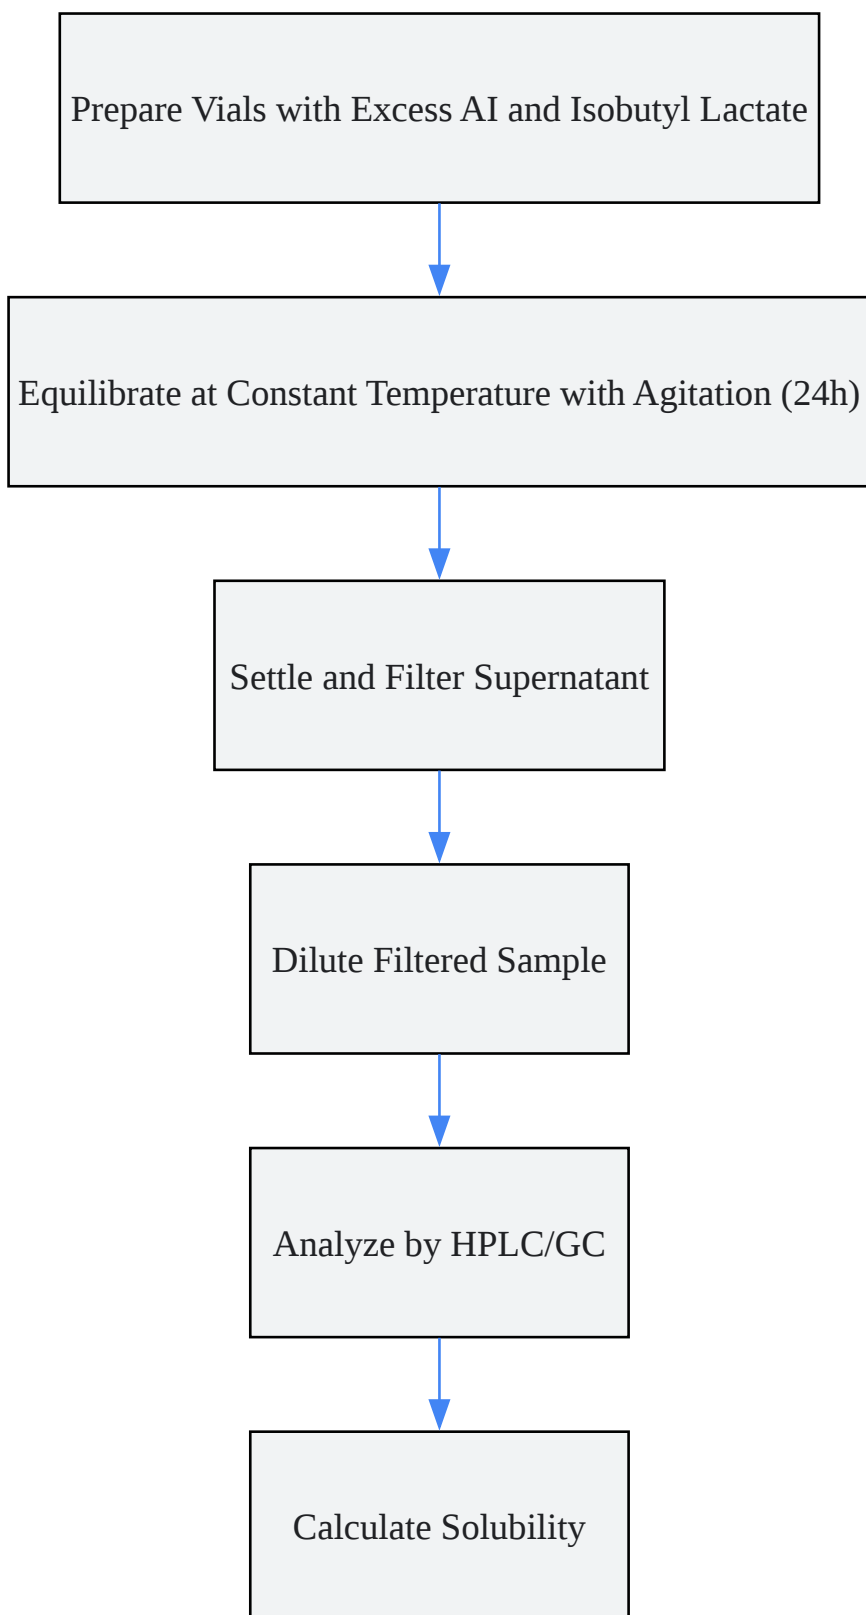 Prepare Vials with Excess AI and Isobutyl Lactate
Equilibrate at Constant Temperature with Agitation (24h)
Settle and Filter Supernatant
Dilute Filtered Sample
Analyze by HPLC/GC
Calculate Solubility